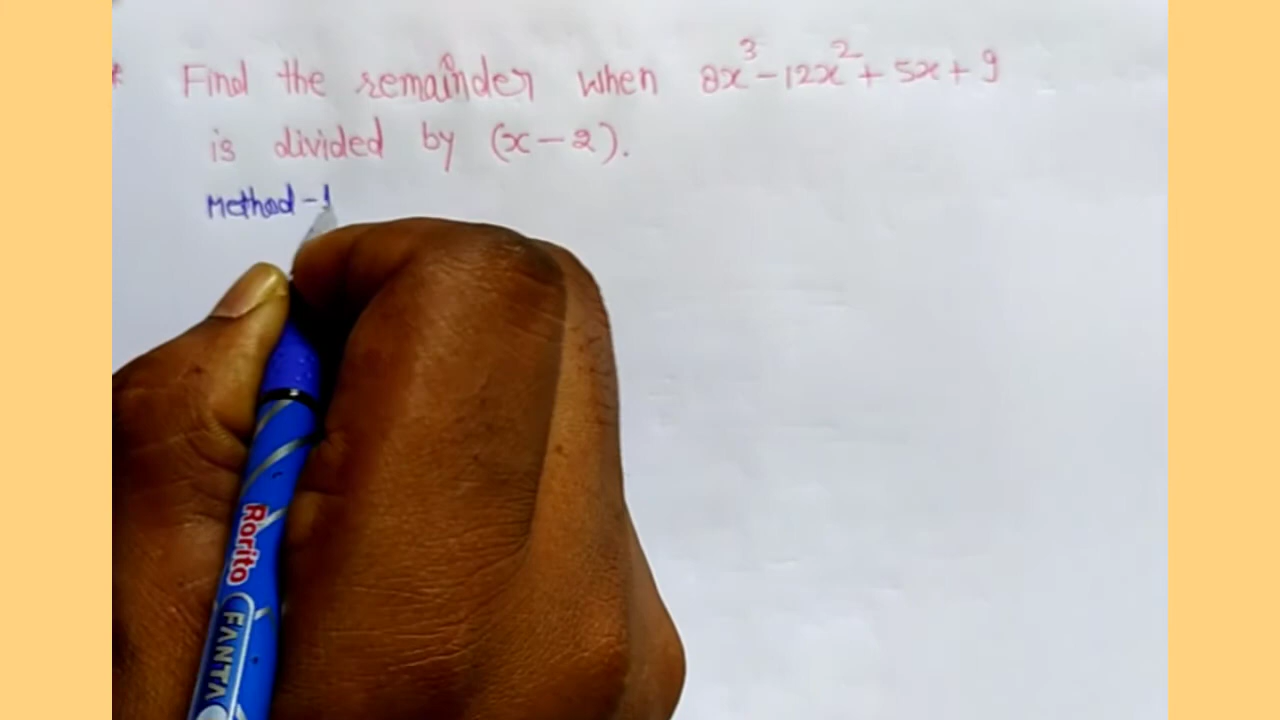 Find the remainder when 8x³-12x²+5x+9
is divided by (x-2).
Method-1
Rorito
FANTA